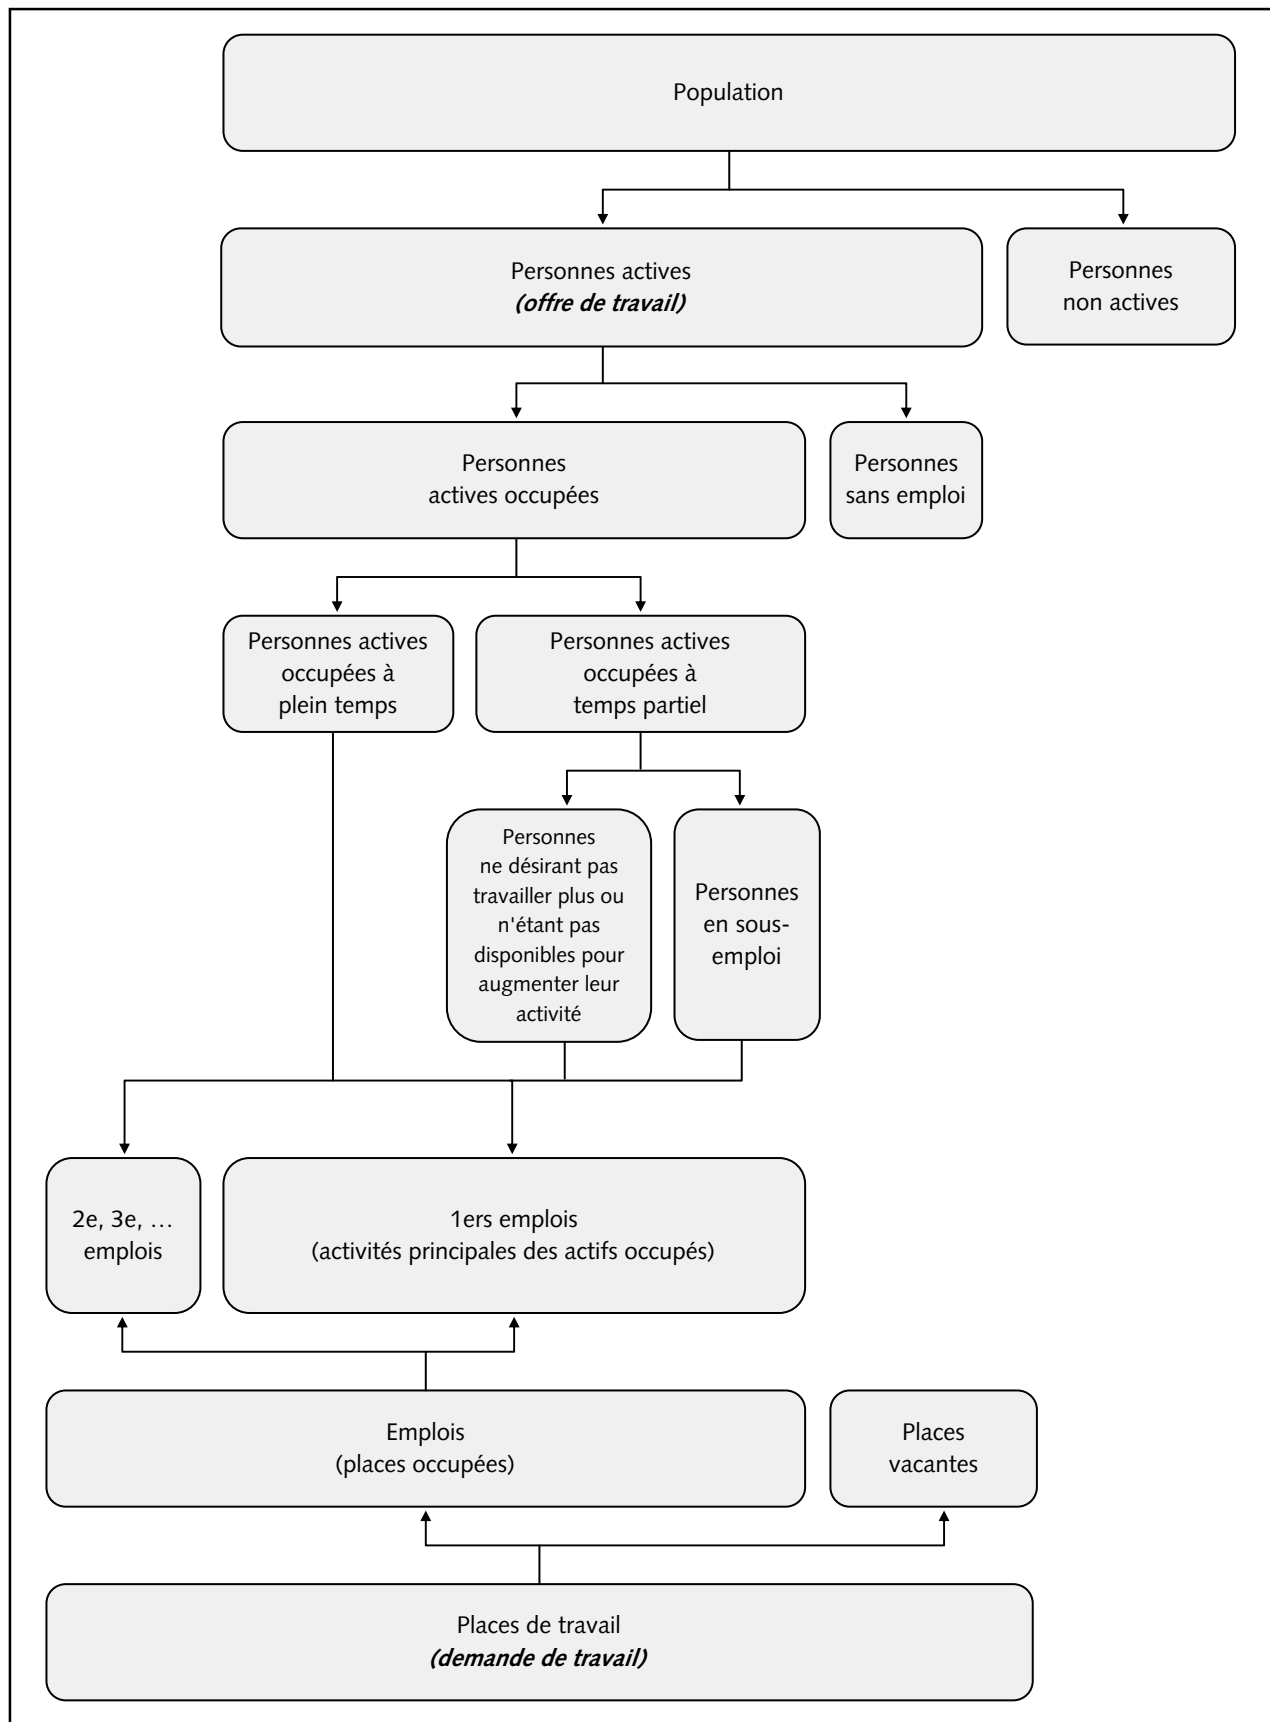 Population
Personnes actives
(offre de travail)
Personnes
non actives
Personnes
actives occupées
Personnes
sans emploi
Personnes actives
occupées à
plein temps
Personnes actives
occupées à
temps partiel
Personnes
ne désirant pas
travailler plus ou
n'étant pas
disponibles pour
augmenter leur
activité
Personnes
en sous-
emploi
2e, 3e, …
emplois
1ers emplois
(activités principales des actifs occupés)
Emplois
(places occupées)
Places
vacantes
Places de travail
(demande de travail)